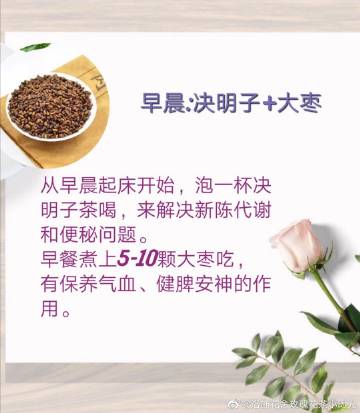 早晨:决明子+大枣
从早晨起床开始，泡一杯决
明子茶喝，来解决新陈代谢
和便秘问题。
早餐煮上5-10颗大枣吃，
有保养气血、健脾安神的作
用。